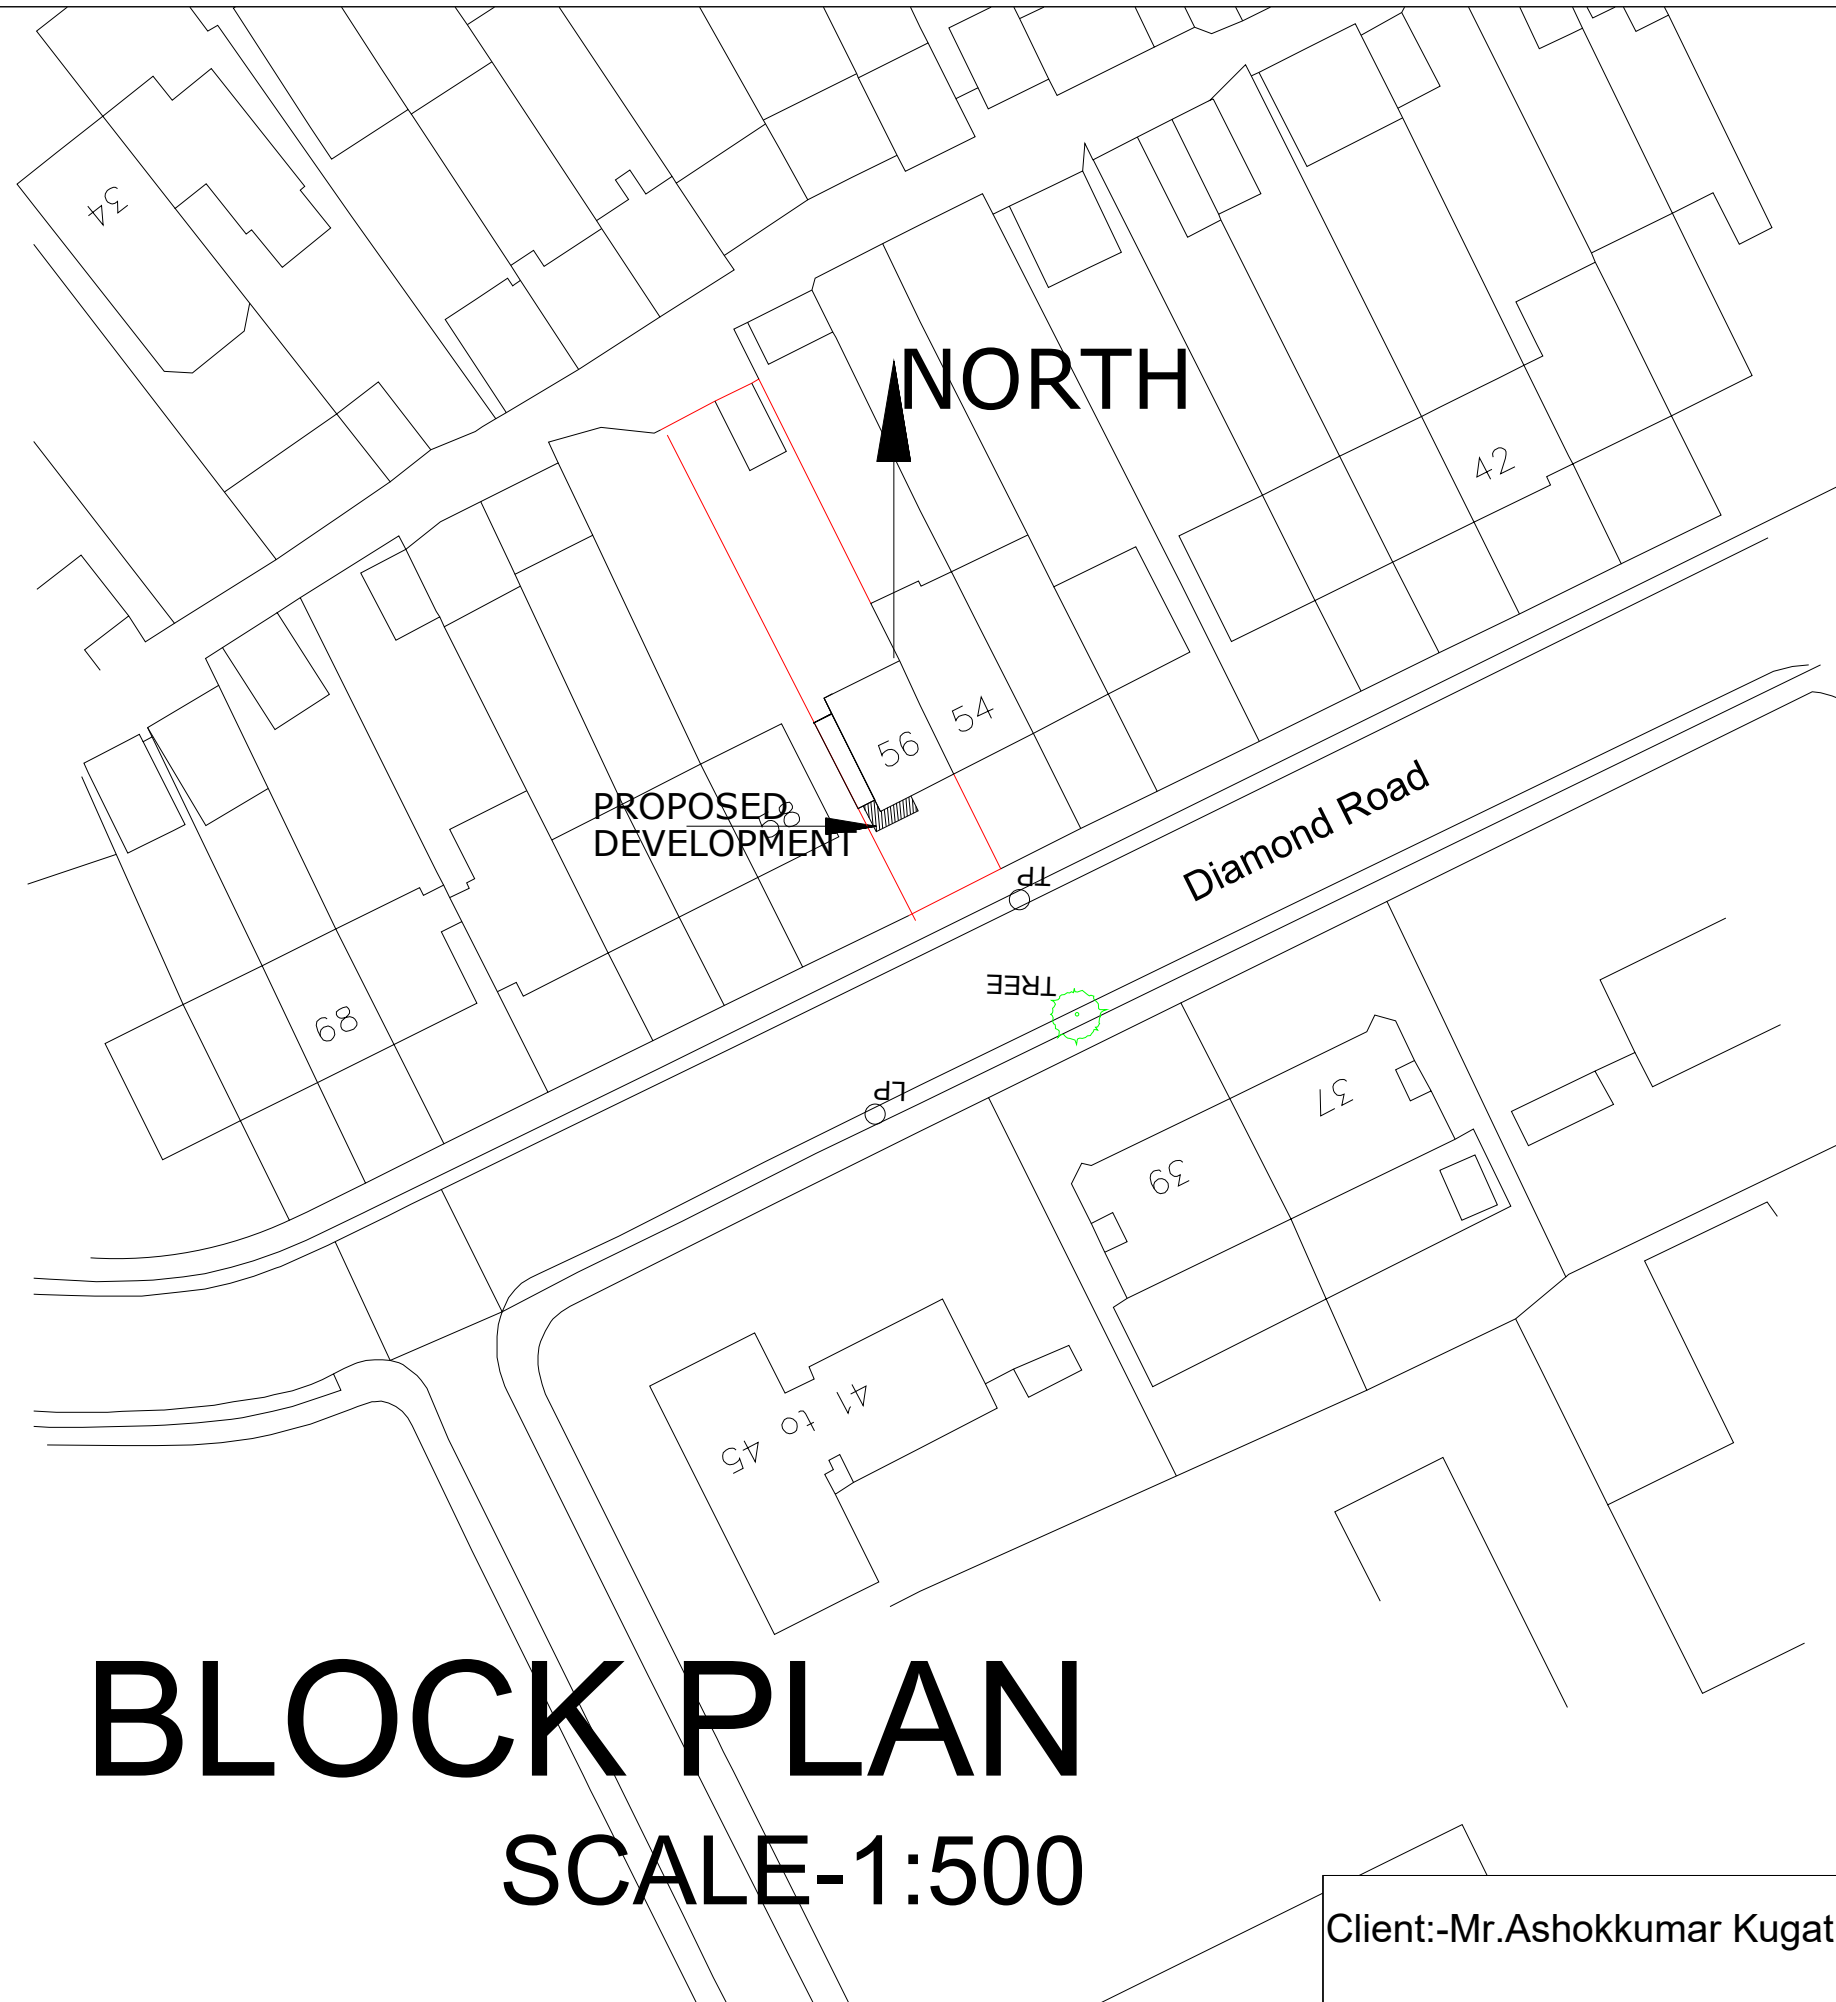 34
NORTH
42
54
56
PROPOSED
58
DEVELOPMENT
Diamond Road
TP
TREE
68
LP
37
39
41 to 45
BLOCK PLAN
SCALE-1:500
Client:-Mr.Ashokkumar Kugat